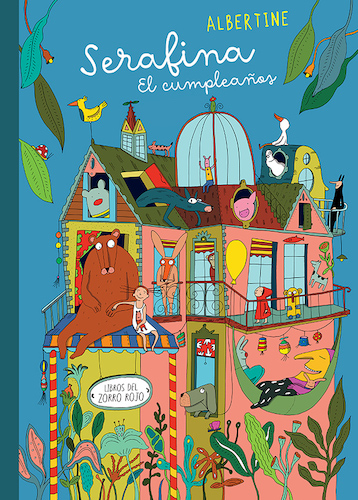 ALBERTINE
Serafina
El cumpleaños
LIBROS DEL
ZORRO ROJO